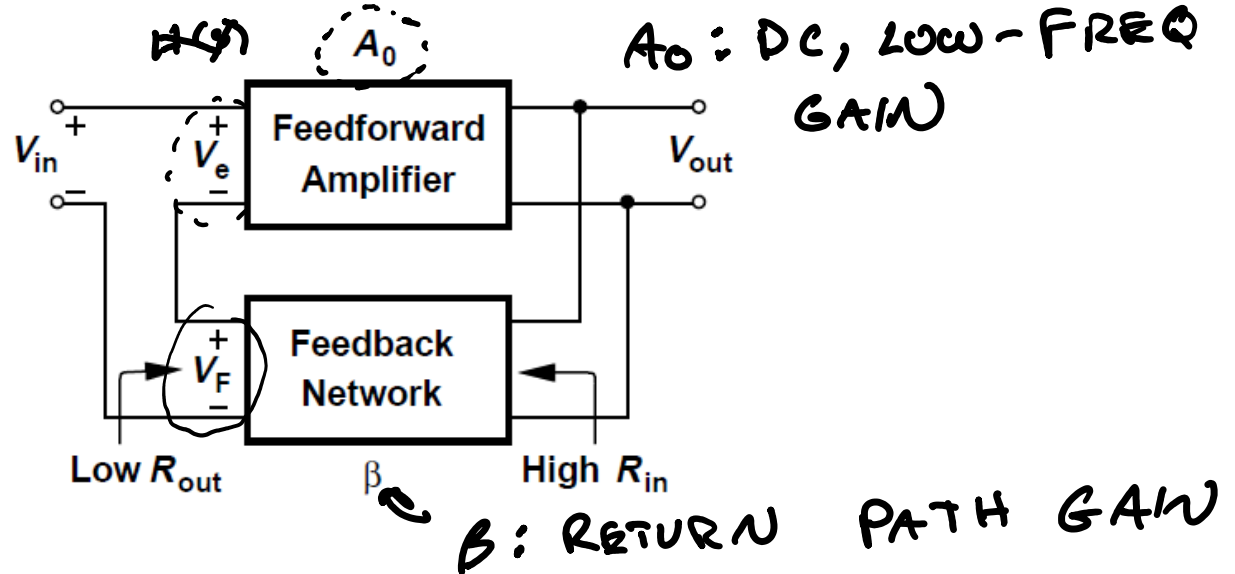 H(s)
A0
A0 : DC, LOW-FREQ
GAIN
+
Vin
−
+
Ve
−
Feedforward
Amplifier
Vout
+
VF
−
Feedback
Network
Low Rout
β
High Rin
β : RETURN PATH GAIN